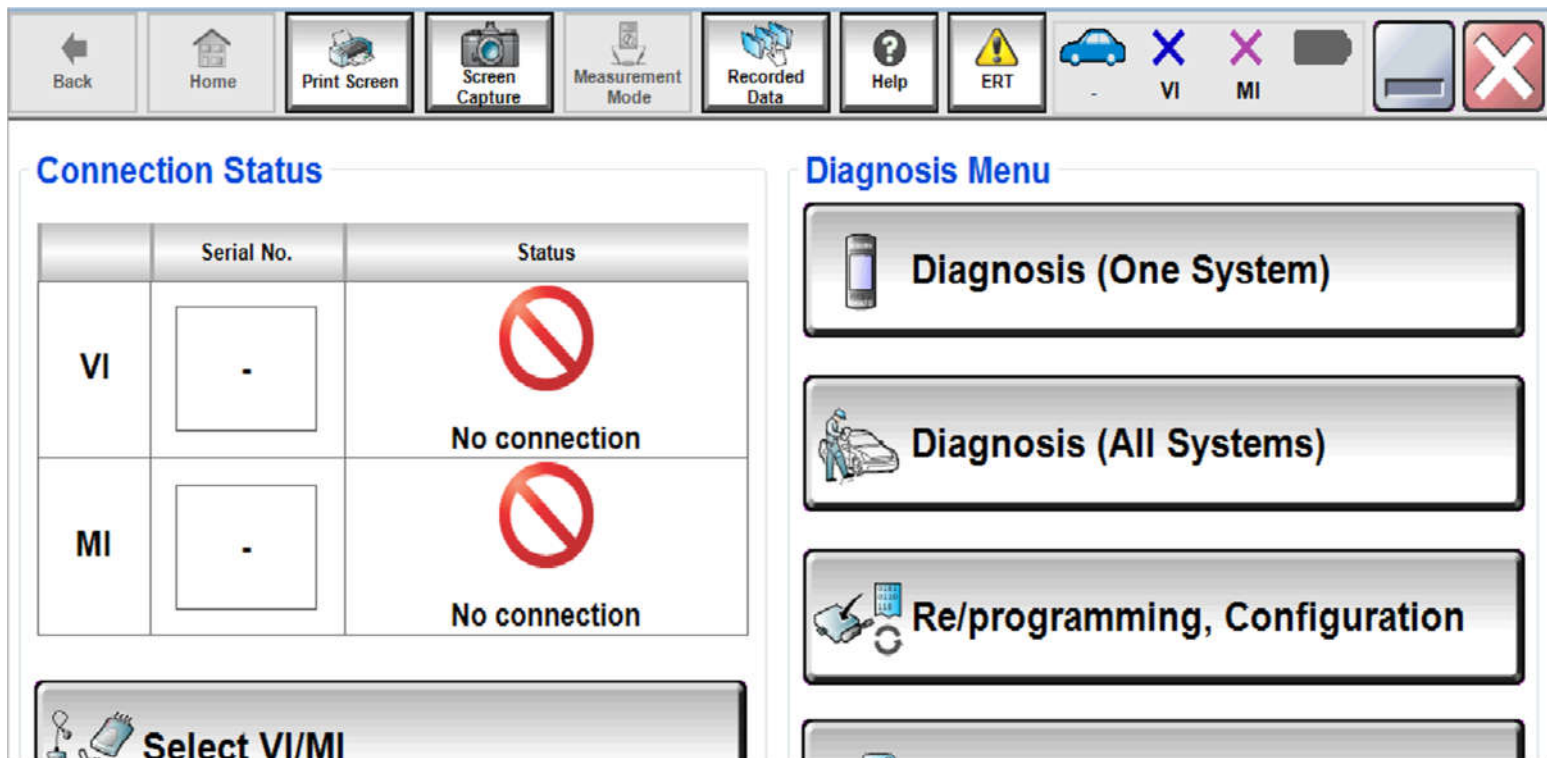 Back
Home
Print Screen
Screen
Capture
Measurement
Mode
Recorded
Data
Help
ERT
-
VI
MI
Connection Status
Serial No.
Status
VI
-
No connection
MI
-
No connection
Select VI/MI
Diagnosis Menu
Diagnosis (One System)
Diagnosis (All Systems)
Re/programming, Configuration